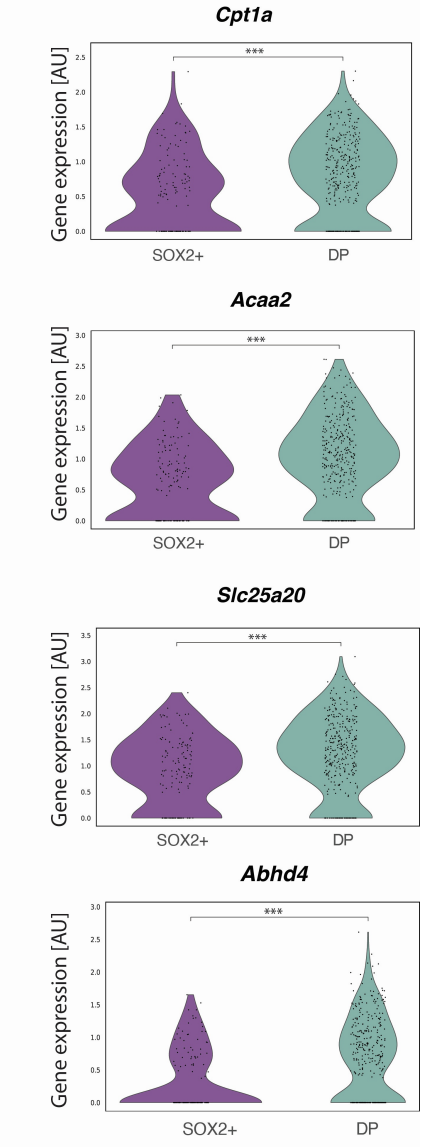 Cpt1a
Gene expression [AU]
2.5
2.0
1.5
1.0
0.5
0.0
***
SOX2+ DP
Acaa2
Gene expression [AU]
3.0
2.5
2.0
1.5
1.0
0.5
0.0
***
SOX2+ DP
Slc25a20
Gene expression [AU]
3.5
3.0
2.5
2.0
1.5
1.0
0.5
0.0
***
SOX2+ DP
Abhd4
Gene expression [AU]
3.0
2.5
2.0
1.5
1.0
0.5
0.0
***
SOX2+ DP